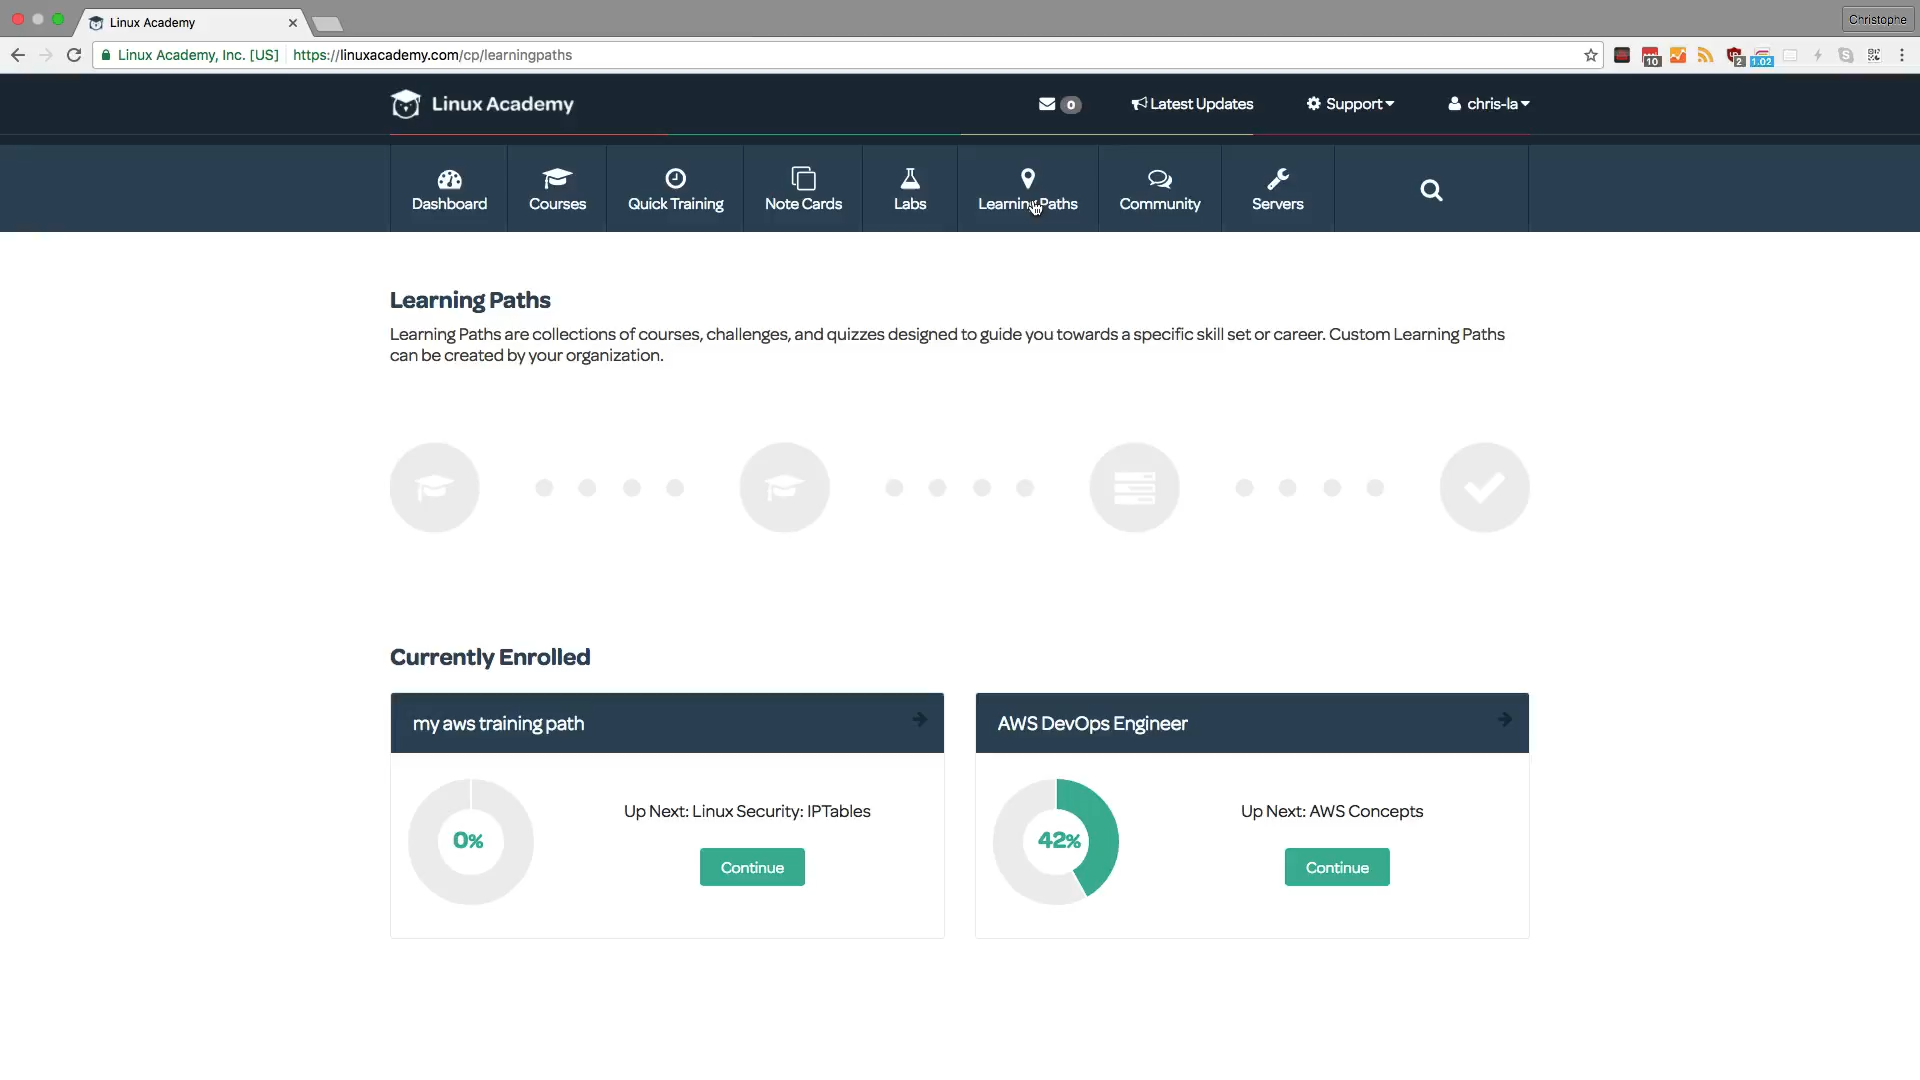 Linux Academy
Christophe
Linux Academy, Inc. [US] https://linuxacademy.com/cp/learningpaths
10 2 1.02
Linux Academy 0 Latest Updates Support chris-la
Dashboard Courses Quick Training Note Cards Labs Learning Paths Community Servers
Learning Paths
Learning Paths are collections of courses, challenges, and quizzes designed to guide you towards a specific skill set or career. Custom Learning Paths
can be created by your organization.
Currently Enrolled
my aws training path
0%
Up Next: Linux Security: IPTables
Continue
AWS DevOps Engineer
42%
Up Next: AWS Concepts
Continue